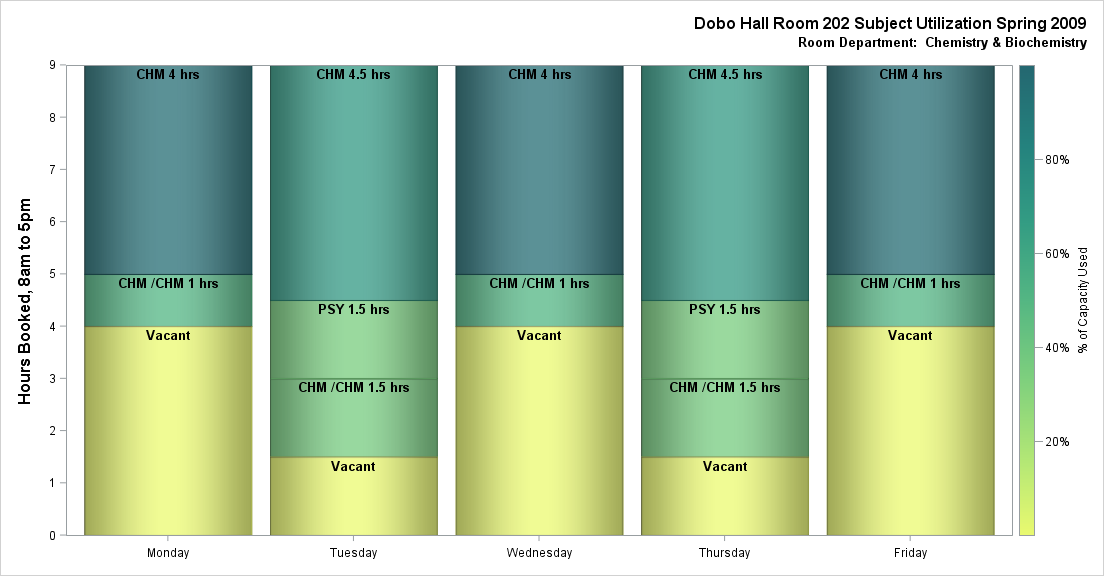 Dobo Hall Room 202 Subject Utilization Spring 2009
Room Department:  Chemistry & Biochemistry
Hours Booked, 8am to 5pm
9
8
7
6
5
4
3
2
1
0
CHM 4 hrs
CHM /CHM 1 hrs
Vacant
CHM 4.5 hrs
PSY 1.5 hrs
CHM /CHM 1.5 hrs
Vacant
CHM 4 hrs
CHM /CHM 1 hrs
Vacant
CHM 4.5 hrs
PSY 1.5 hrs
CHM /CHM 1.5 hrs
Vacant
CHM 4 hrs
CHM /CHM 1 hrs
Vacant
Monday
Tuesday
Wednesday
Thursday
Friday
80%
60%
40%
20%
% of Capacity Used